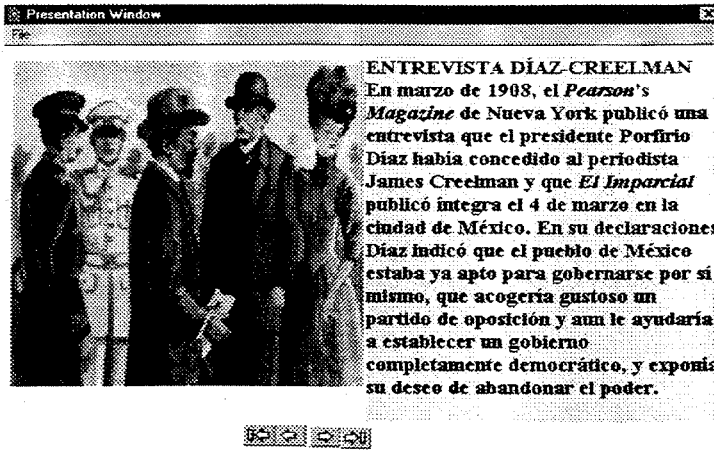 Presentation Window
File
ENTREVISTA DÍAZ-CREELMAN
En marzo de 1908, el Pearson's
Magazine de Nueva York publicó una
entrevista que el presidente Porfirio
Díaz había concedido al periodista
James Creelman y que El Imparcial
publicó íntegra el 4 de marzo en la
ciudad de México. En su declaraciones
Díaz indicó que el pueblo de México
estaba ya apto para gobernarse por sí
mismo, que acogería gustoso un
partido de oposición y aun le ayudaría
a establecer un gobierno
completamente democrático, y exponía
su deseo de abandonar el poder.